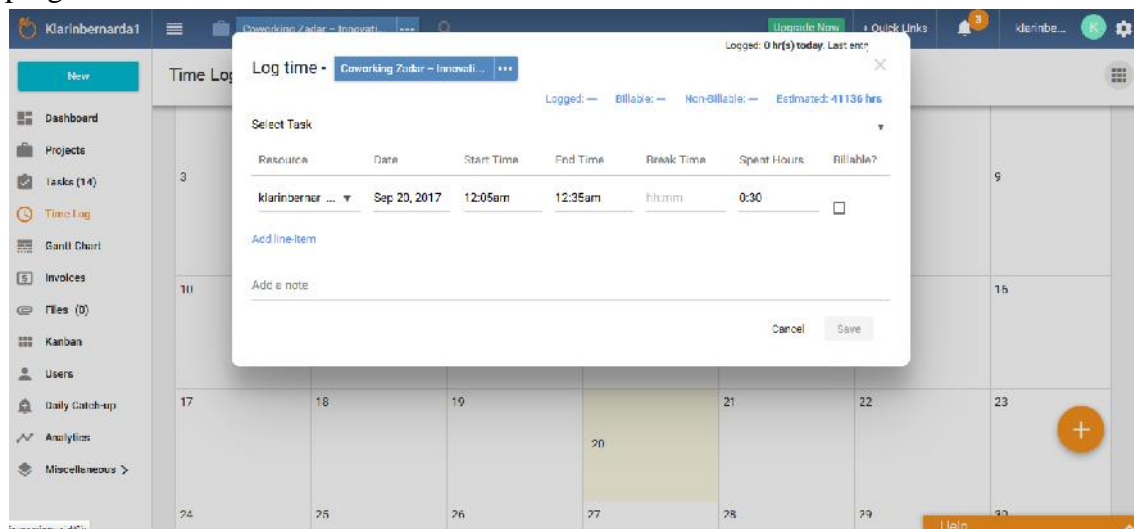 Klarinbernarda1
Coworking Zadar – Innovati... •••
Upgrade Now
Quick Links
3
klarinbe...
K
Logged: 0 hr(s) today. Last entry
New
Time Log
Log time - Coworking Zadar – Innovati... •••
Logged: — Billable: — Non-Billable: — Estimated: 41136 hrs
Select Task
Resource Date Start Time End Time Break Time Spent Hours Billable?
klarinbernar ... Sep 20, 2017 12:05am 12:35am hh:mm 0:30
Add line-item
Add a note
Cancel Save
Dashboard
Projects
Tasks (14)
Time Log
Gantt Chart
Invoices
Files (0)
Kanban
Users
Daily Catch-up
Analytics
Miscellaneous >
3 9
10 16
17 18 19 20 21 22 23
24 25 26 27 28 29 30
+
Help